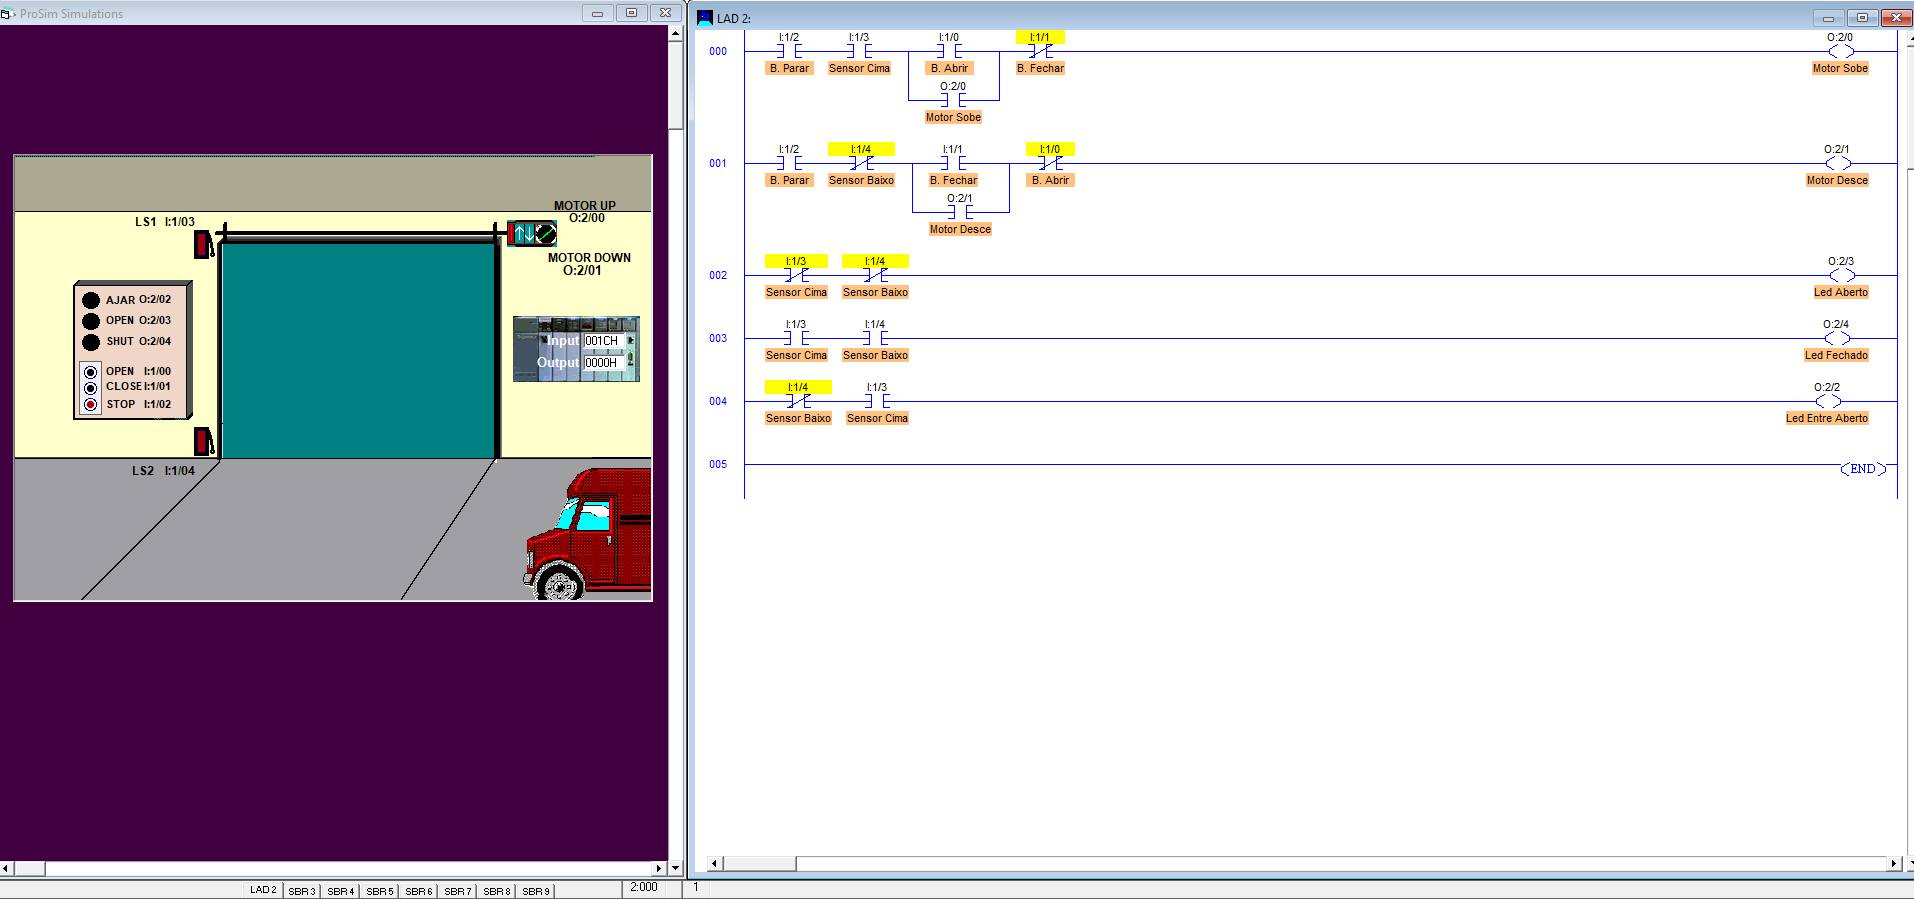 ProSim Simulations
LS1 I:1/03
MOTOR UP
O:2/00
MOTOR DOWN
O:2/01
AJAR O:2/02
OPEN O:2/03
SHUT O:2/04
OPEN I:1/00
CLOSE I:1/01
STOP I:1/02
Input 001CH
Output 0000H
LS2 I:1/04
LAD 2 SBR 3 SBR 4 SBR 5 SBR 6 SBR 7 SBR 8 SBR 9 2:000 1
LAD 2:
I:1/2 I:1/3 I:1/0 I:1/1 O:2/0
000
B. Parar Sensor Cima B. Abrir B. Fechar Motor Sobe
O:2/0
Motor Sobe
I:1/2 I:1/4 I:1/1 I:1/0 O:2/1
001
B. Parar Sensor Baixo B. Fechar B. Abrir Motor Desce
O:2/1
Motor Desce
I:1/3 I:1/4 O:2/3
002
Sensor Cima Sensor Baixo Led Aberto
I:1/3 I:1/4 O:2/4
003
Sensor Cima Sensor Baixo Led Fechado
I:1/4 I:1/3 O:2/2
004
Sensor Baixo Sensor Cima Led Entre Aberto
005 END